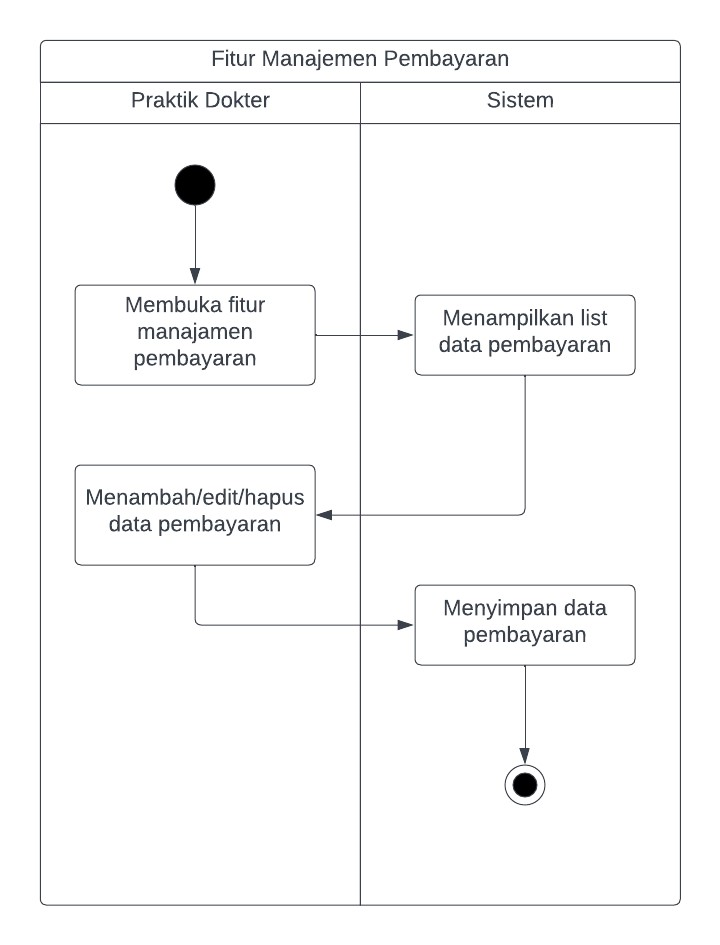 Fitur Manajemen Pembayaran
Praktik Dokter
Sistem
Membuka fitur
manajamen
pembayaran
Menampilkan list
data pembayaran
Menambah/edit/hapus
data pembayaran
Menyimpan data
pembayaran